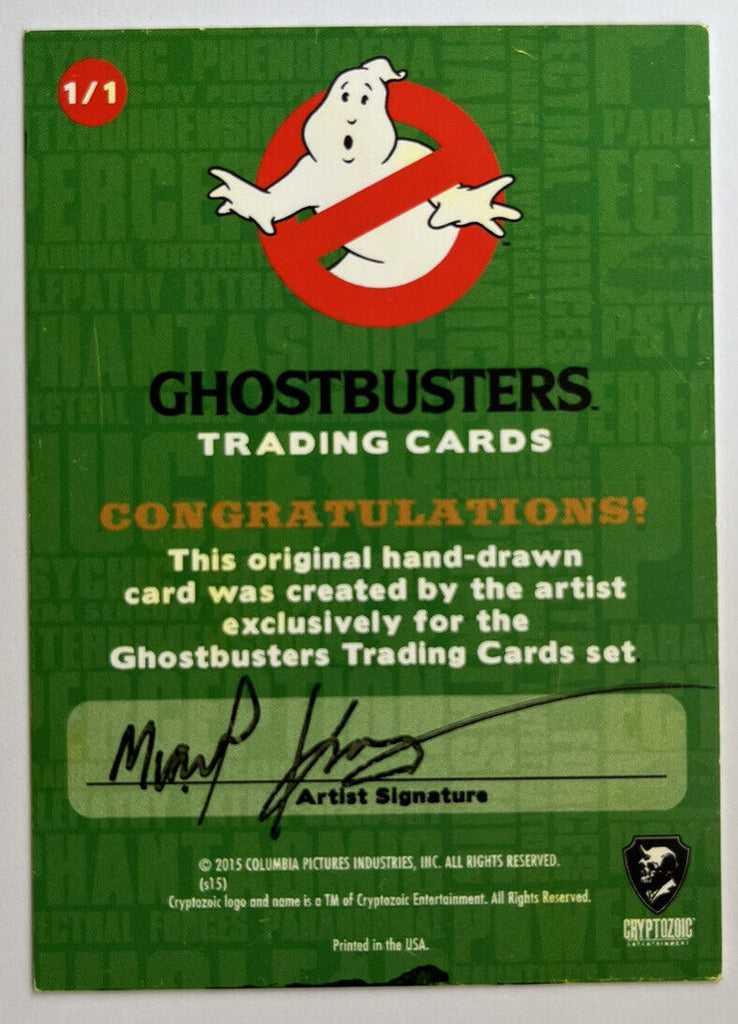 1/1
GHOSTBUSTERS™
TRADING CARDS
CONGRATULATIONS!
This original hand-drawn
card was created by the artist
exclusively for the
Ghostbusters Trading Cards set.
Artist Signature
© 2015 COLUMBIA PICTURES INDUSTRIES, INC. ALL RIGHTS RESERVED.
(s15)
Cryptozoic logo and name is a TM of Cryptozoic Entertainment. All Rights Reserved.
CRYPTOZOIC
ENTERTAINMENT
Printed in the USA.